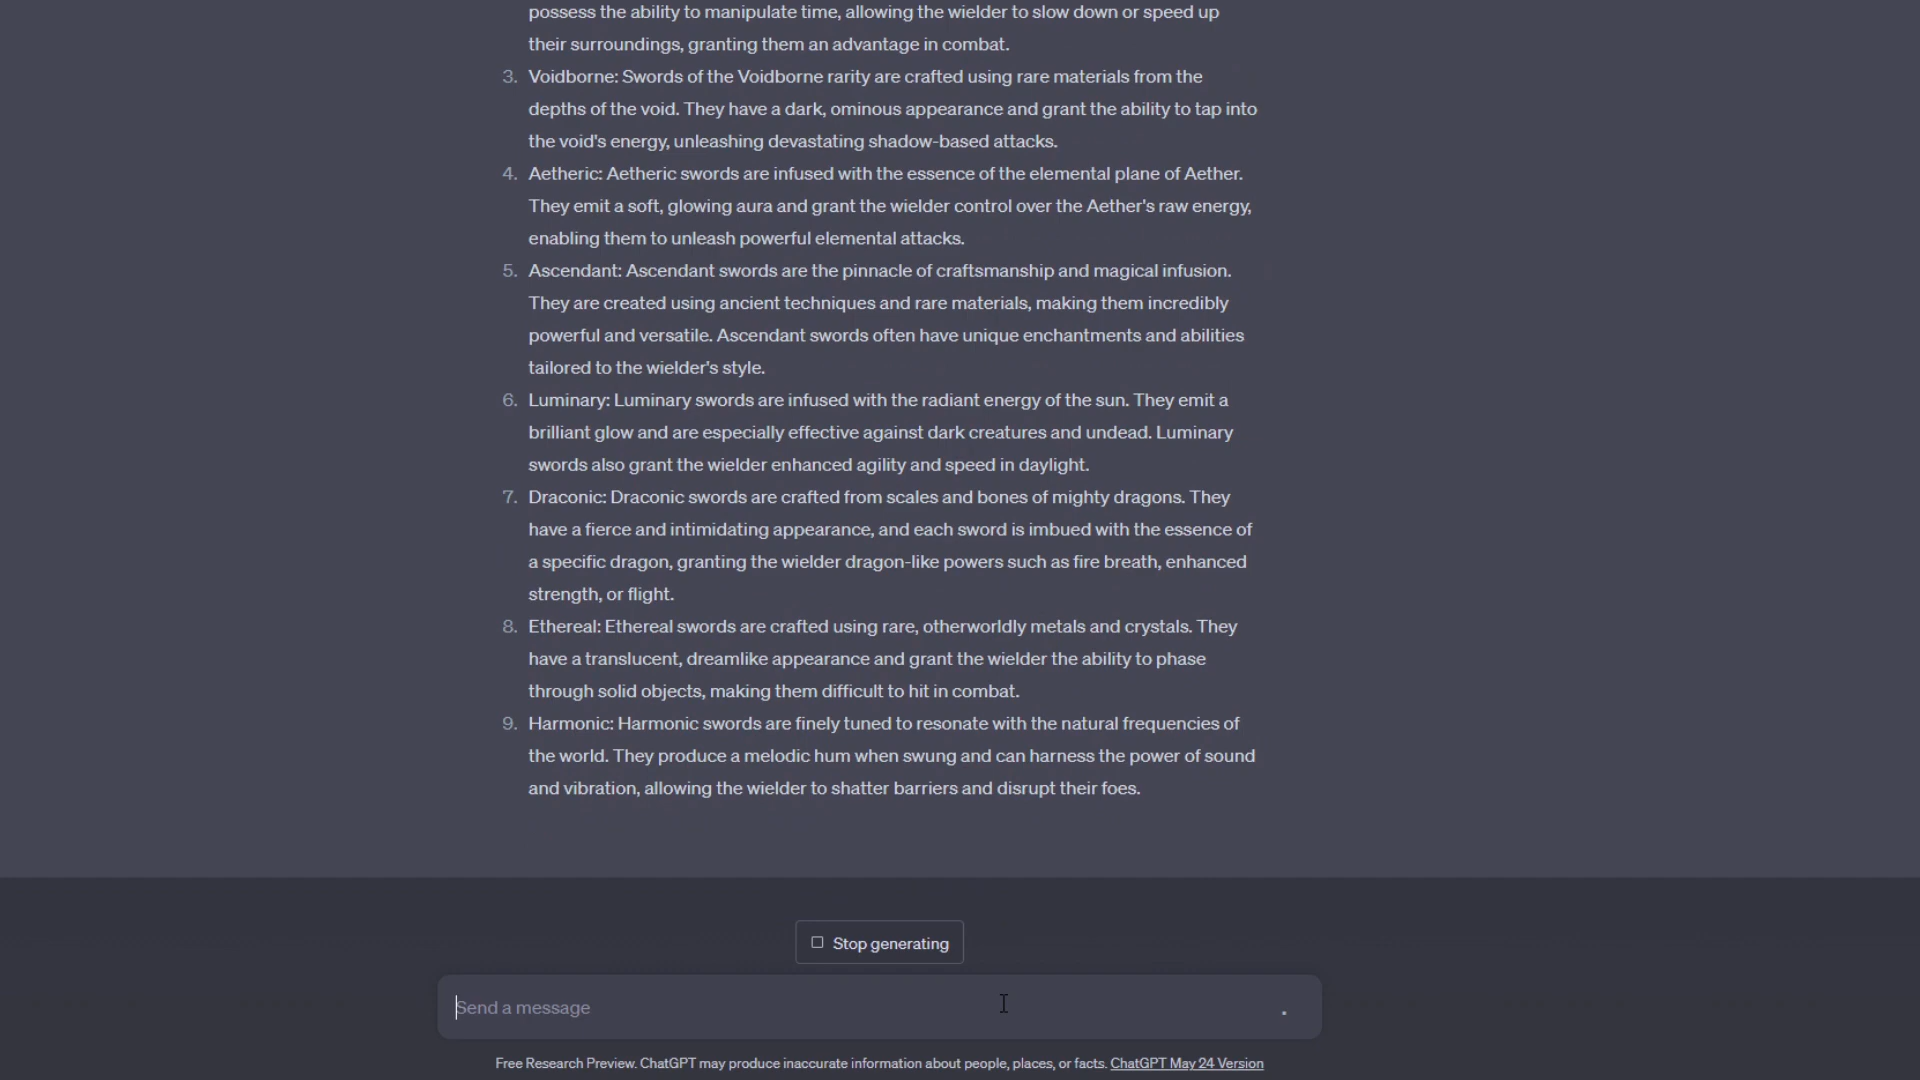 possess the ability to manipulate time, allowing the wielder to slow down or speed up
their surroundings, granting them an advantage in combat.
3. Voidborne: Swords of the Voidborne rarity are crafted using rare materials from the
depths of the void. They have a dark, ominous appearance and grant the ability to tap into
the void's energy, unleashing devastating shadow-based attacks.
4. Aetheric: Aetheric swords are infused with the essence of the elemental plane of Aether.
They emit a soft, glowing aura and grant the wielder control over the Aether's raw energy,
enabling them to unleash powerful elemental attacks.
5. Ascendant: Ascendant swords are the pinnacle of craftsmanship and magical infusion.
They are created using ancient techniques and rare materials, making them incredibly
powerful and versatile. Ascendant swords often have unique enchantments and abilities
tailored to the wielder's style.
6. Luminary: Luminary swords are infused with the radiant energy of the sun. They emit a
brilliant glow and are especially effective against dark creatures and undead. Luminary
swords also grant the wielder enhanced agility and speed in daylight.
7. Draconic: Draconic swords are crafted from scales and bones of mighty dragons. They
have a fierce and intimidating appearance, and each sword is imbued with the essence of
a specific dragon, granting the wielder dragon-like powers such as fire breath, enhanced
strength, or flight.
8. Ethereal: Ethereal swords are crafted using rare, otherworldly metals and crystals. They
have a translucent, dreamlike appearance and grant the wielder the ability to phase
through solid objects, making them difficult to hit in combat.
9. Harmonic: Harmonic swords are finely tuned to resonate with the natural frequencies of
the world. They produce a melodic hum when swung and can harness the power of sound
and vibration, allowing the wielder to shatter barriers and disrupt their foes.
Stop generating
Send a message
Free Research Preview. ChatGPT may produce inaccurate information about people, places, or facts. ChatGPT May 24 Version